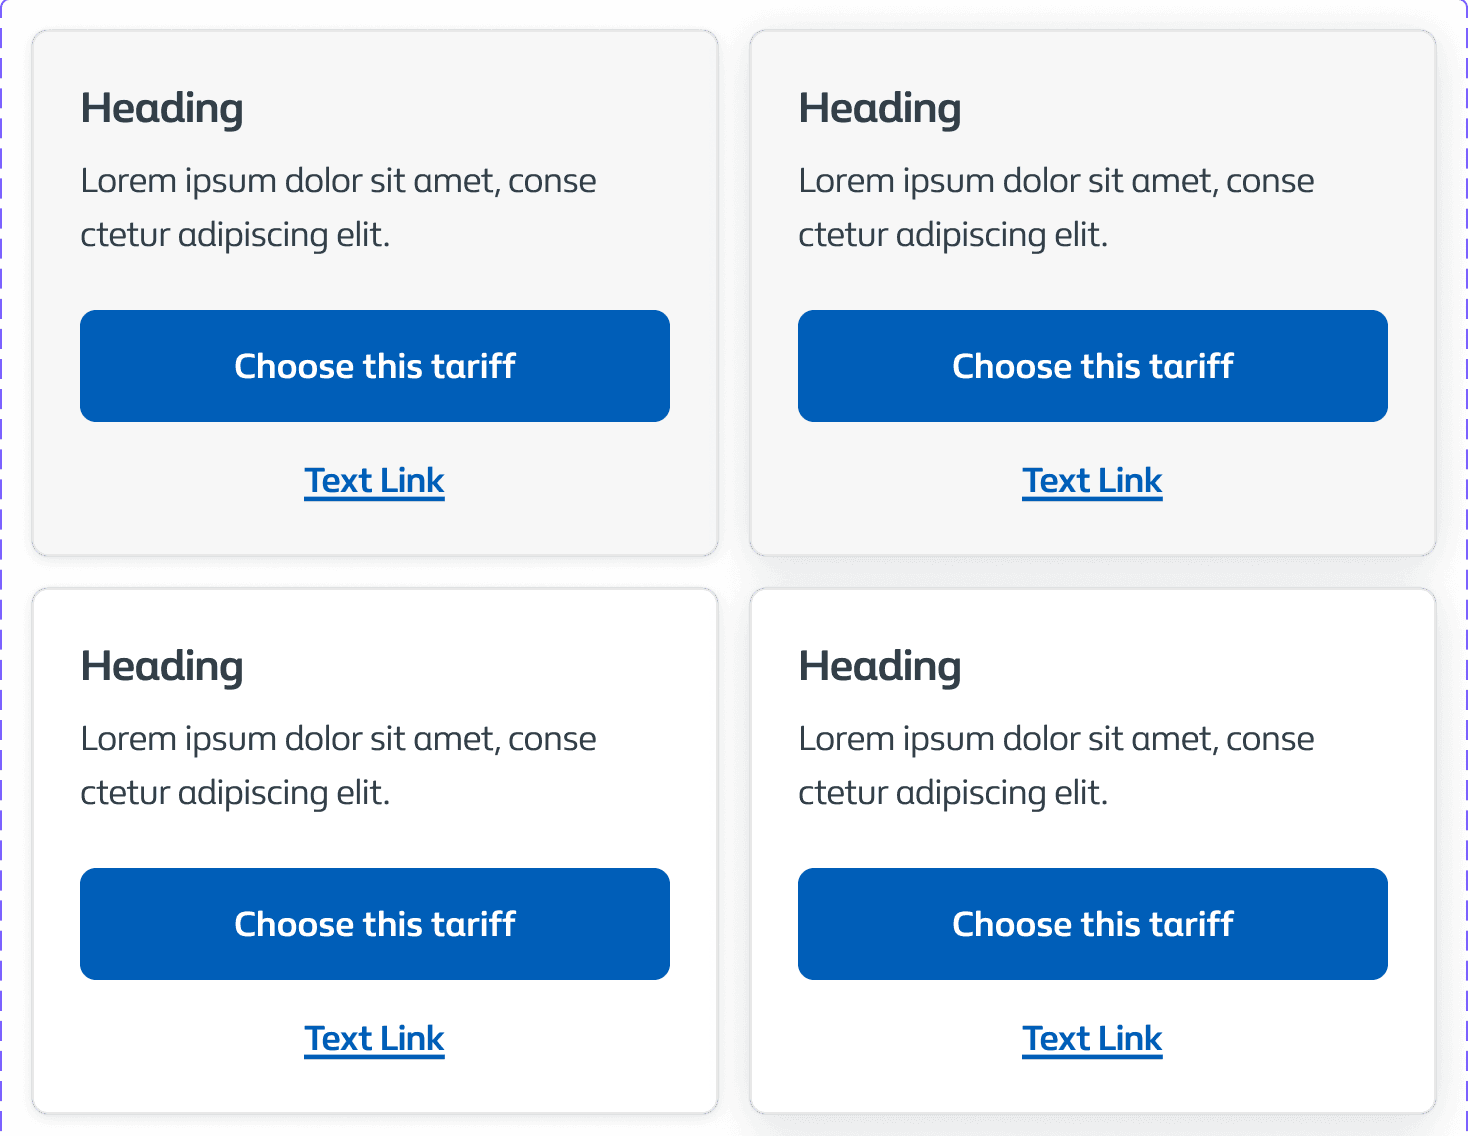 Heading
Lorem ipsum dolor sit amet, conse
ctetur adipiscing elit.
Choose this tariff
Text Link
Heading
Lorem ipsum dolor sit amet, conse
ctetur adipiscing elit.
Choose this tariff
Text Link
Heading
Lorem ipsum dolor sit amet, conse
ctetur adipiscing elit.
Choose this tariff
Text Link
Heading
Lorem ipsum dolor sit amet, conse
ctetur adipiscing elit.
Choose this tariff
Text Link